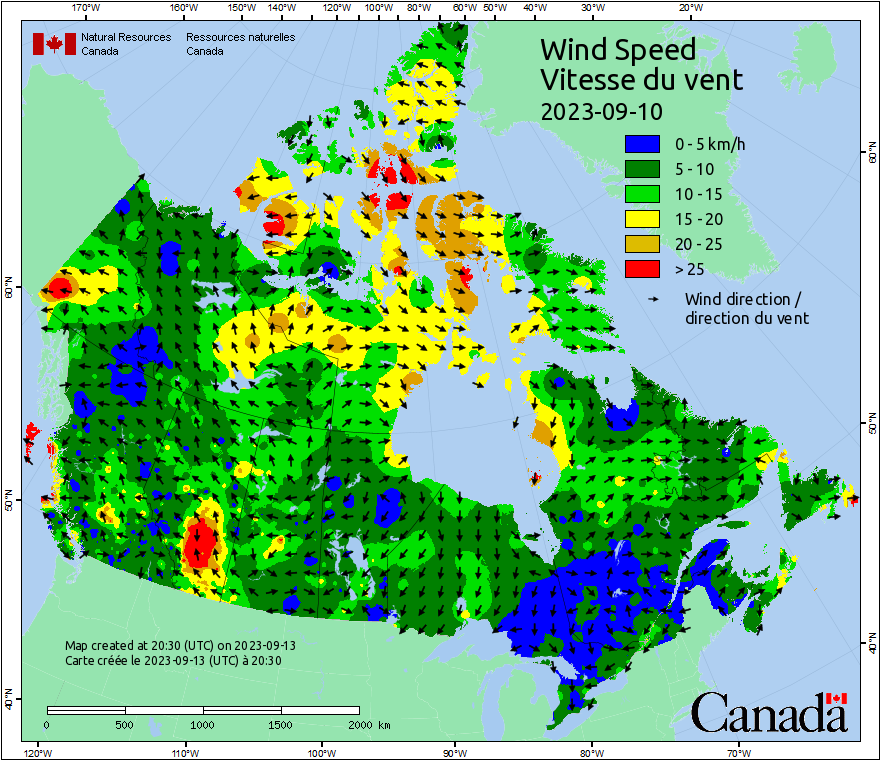 170°W 160°W 150°W 140°W 120°W 100°W 80°W 60°W 50°W 40°W 30°W 20°W
Natural Resources Ressources naturelles
Canada Canada
Wind Speed
Vitesse du vent
2023-09-10
0 - 5 km/h
5 - 10
10 - 15
15 - 20
20 - 25
> 25
Wind direction /
direction du vent
60°N
60°N
50°N
50°N
40°N
40°N
Map created at 20:30 (UTC) on 2023-09-13
Carte créée le 2023-09-13 (UTC) à 20:30
0 500 1000 1500 2000 km
Canada
120°W 110°W 100°W 90°W 80°W 70°W